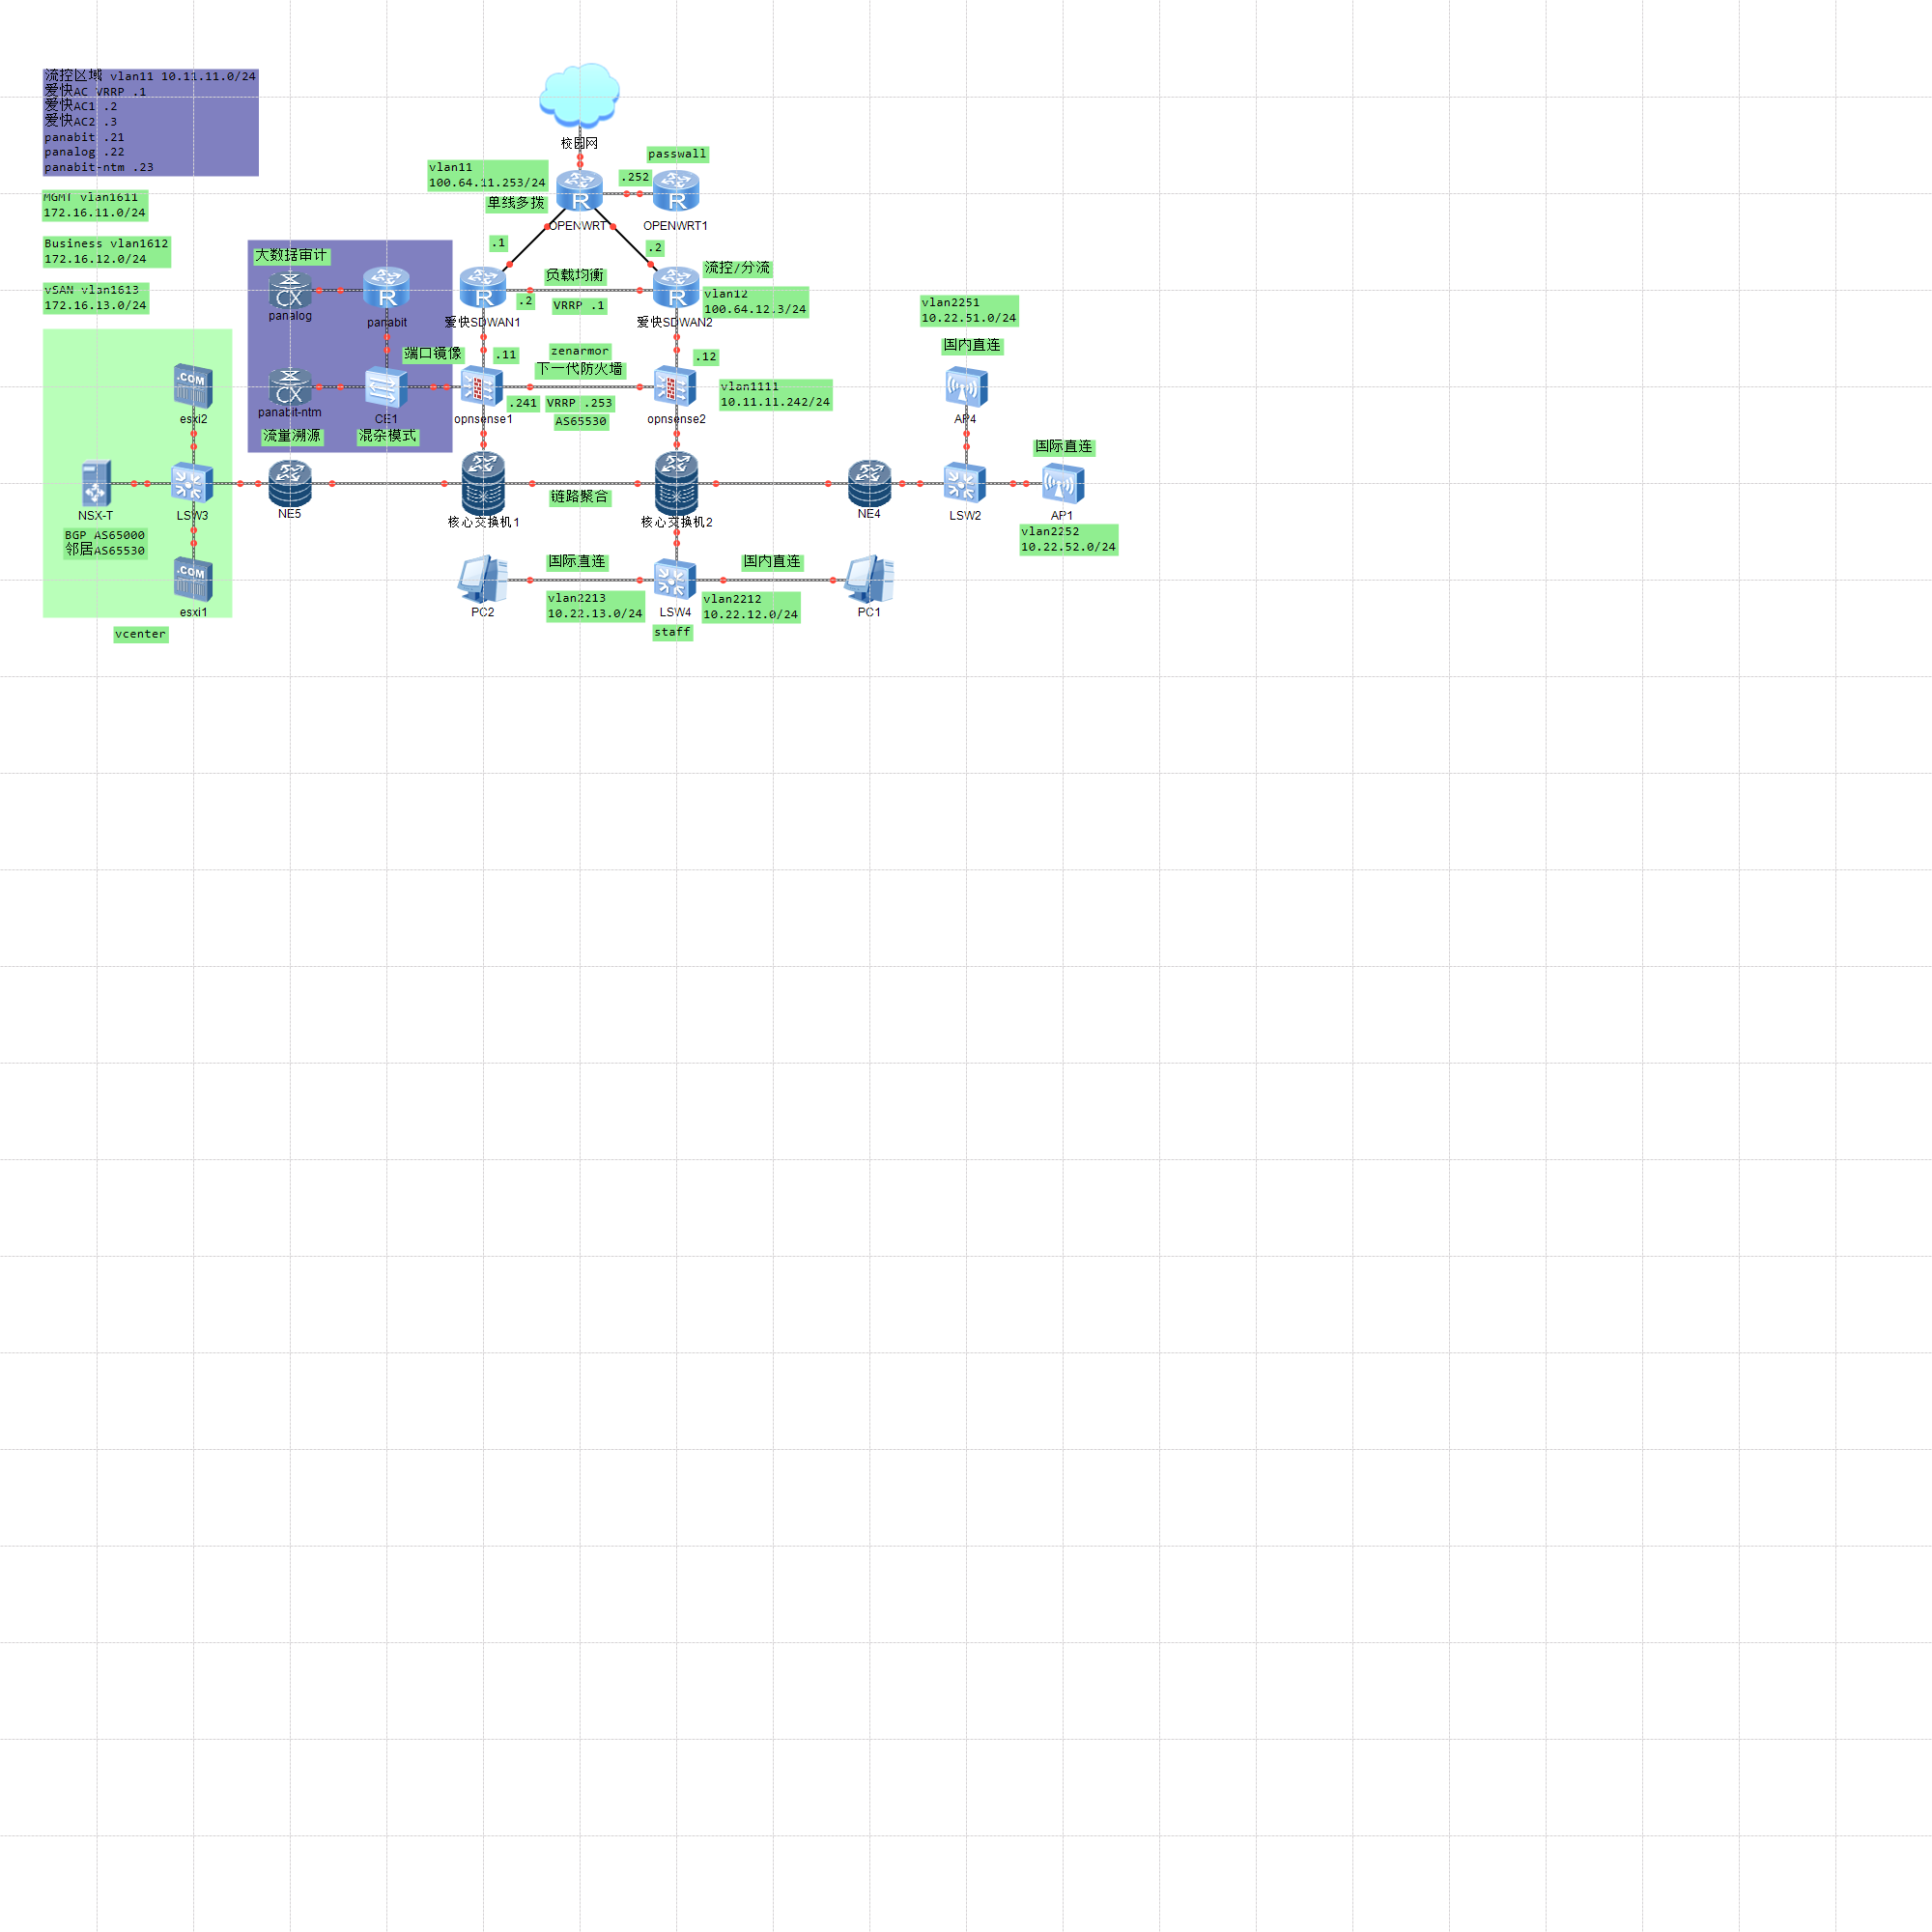 流控区域 vlan11 10.11.11.0/24
爱快AC VRRP .1
爱快AC1 .2
爱快AC2 .3
panabit .21
panalog .22
panabit-ntm .23
MGMT vlan1611
172.16.11.0/24
Business vlan1612
172.16.12.0/24
vSAN vlan1613
172.16.13.0/24
校园网
vlan11
100.64.11.253/24
单线多拨
R
OPENWRT
.252
passwall
R
OPENWRT1
.1
.2
大数据审计
CX
panalog
R
panabit
R
爱快SDWAN1
.2
负载均衡
VRRP .1
R
爱快SDWAN2
流控/分流
vlan12
100.64.12.3/24
端口镜像
.11
zenarmor
下一代防火墙
.12
CX
panabit-ntm
流量溯源
CE1
混杂模式
opnsense1
.241
VRRP .253
AS65530
opnsense2
vlan1111
10.11.11.242/24
vlan2251
10.22.51.0/24
国内直连
AP4
国际直连
.COM
esxi2
NSX-T
LSW3
NE5
核心交换机1
链路聚合
核心交换机2
NE4
LSW2
AP1
vlan2252
10.22.52.0/24
BGP AS65000
邻居AS65530
.COM
esxi1
vcenter
PC2
国际直连
vlan2213
10.22.13.0/24
LSW4
staff
国内直连
vlan2212
10.22.12.0/24
PC1